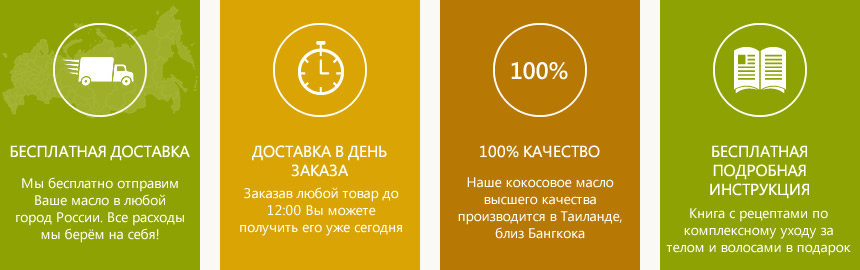 БЕСПЛАТНАЯ ДОСТАВКА
Мы бесплатно отправим
Ваше масло в любой
город России. Все расходы
мы берём на себя!
ДОСТАВКА В ДЕНЬ
ЗАКАЗА
Заказав любой товар до
12:00 Вы можете
получить его уже сегодня
100%
100% КАЧЕСТВО
Наше кокосовое масло
высшего качества
производится в Таиланде,
близ Бангкока
БЕСПЛАТНАЯ
ПОДРОБНАЯ
ИНСТРУКЦИЯ
Книга с рецептами по
комплексному уходу за
телом и волосами в подарок